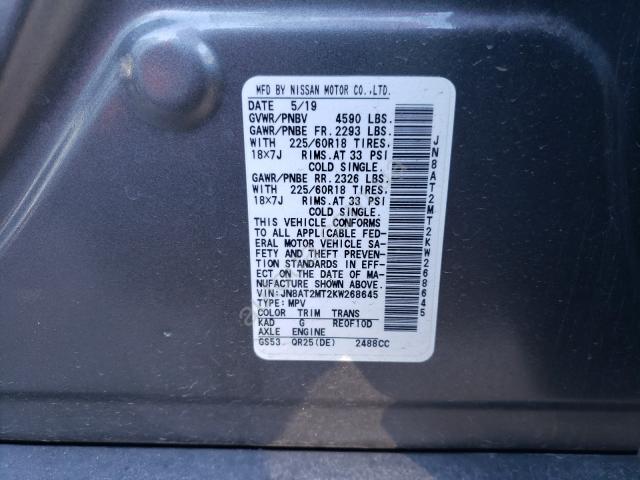 MFD BY NISSAN MOTOR CO.,LTD.
DATE 5/19
GVWR/PNBV 4590 LBS.
GAWR/PNBE FR. 2293 LBS.
WITH 225/60R18 TIRES,
18×7J RIMS.AT 33 PSI
COLD SINGLE.
GAWR/PNBE RR. 2326 LBS.
WITH 225/60R18 TIRES,
18×7J RIMS.AT 33 PSI
COLD SINGLE.
THIS VEHICLE CONFORMS
TO ALL APPLICABLE FED-
ERAL MOTOR VEHICLE SA-
FETY AND THEFT PREVEN-
TION STANDARDS IN EFF-
ECT ON THE DATE OF MA-
NUFACTURE SHOWN ABOVE.
VIN:JN8AT2MT2KW268645
TYPE:MPV
COLOR TRIM TRANS
KAD G RE0F10D
AXLE ENGINE
GS53 QR25(DE) 2488CC
JN8AT2MT2KW268645